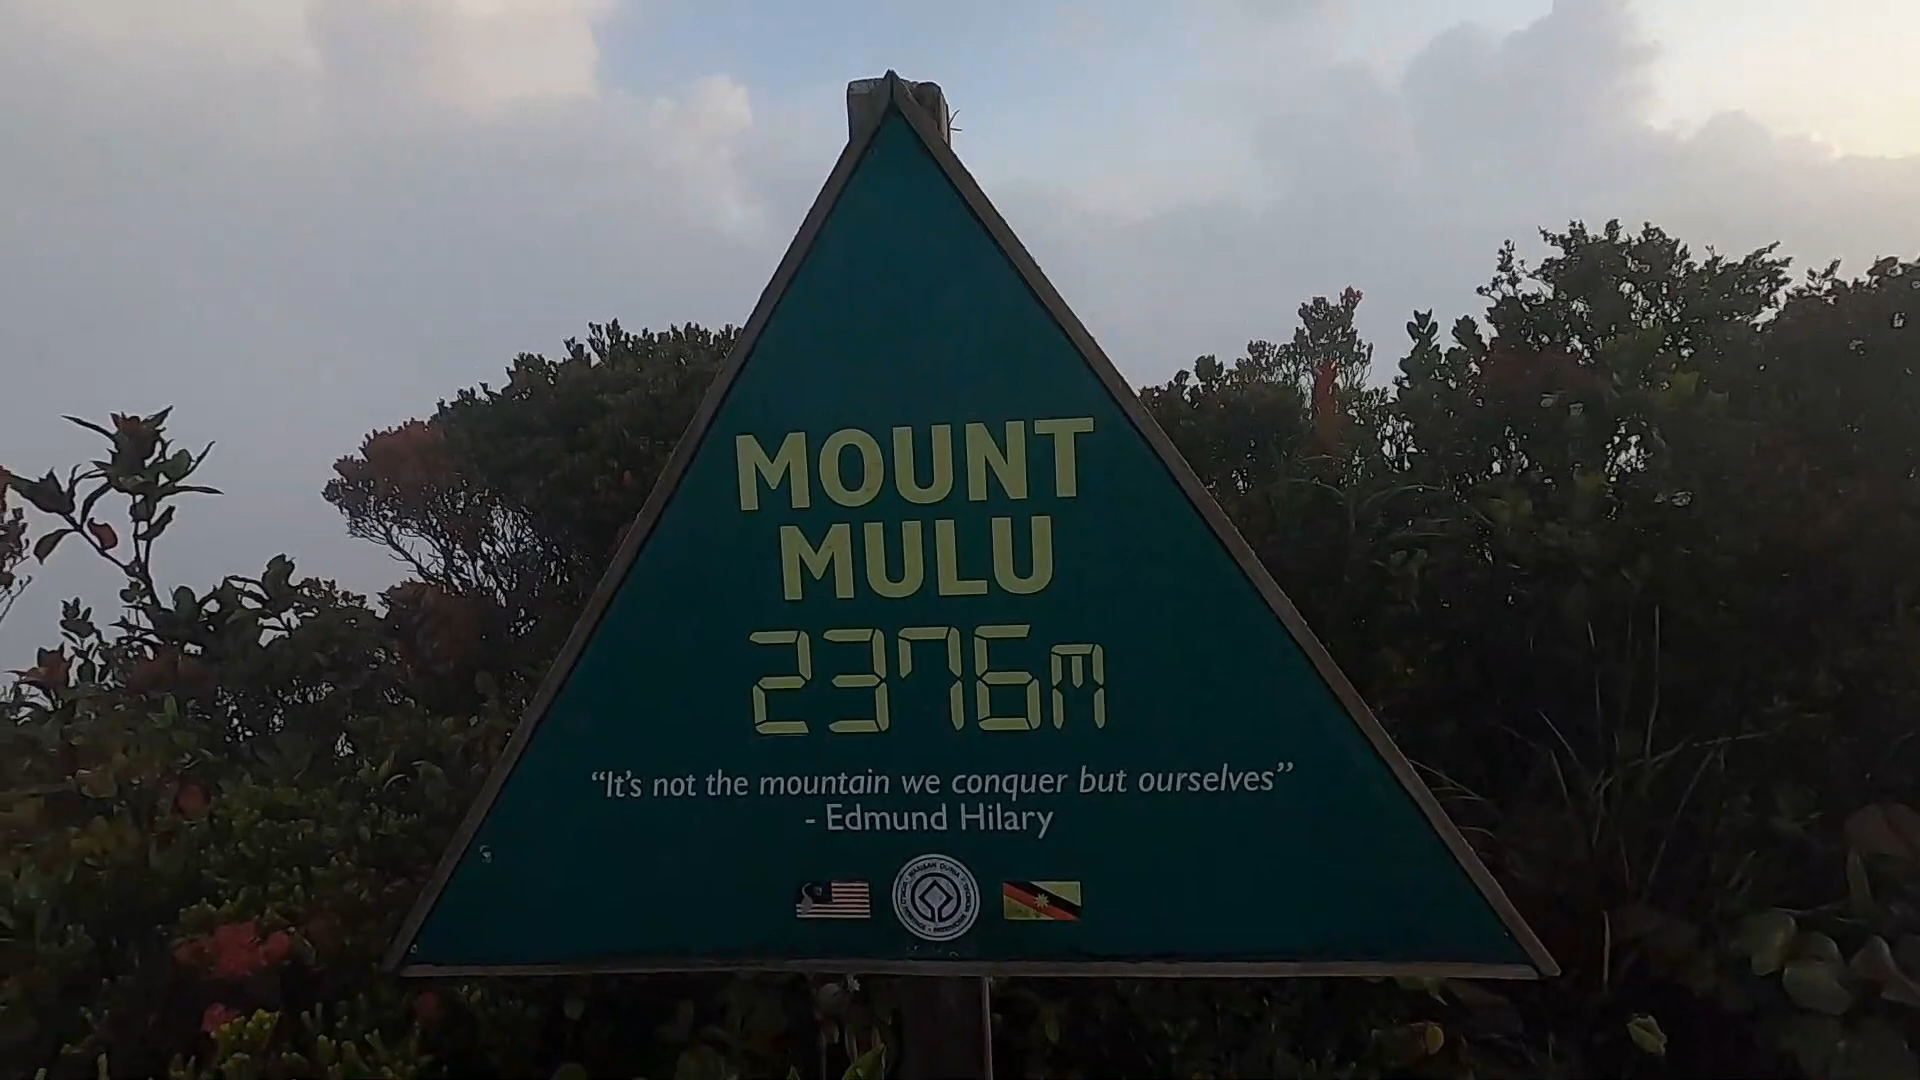 MOUNT
MULU
2376m
“It's not the mountain we conquer but ourselves”
- Edmund Hilary